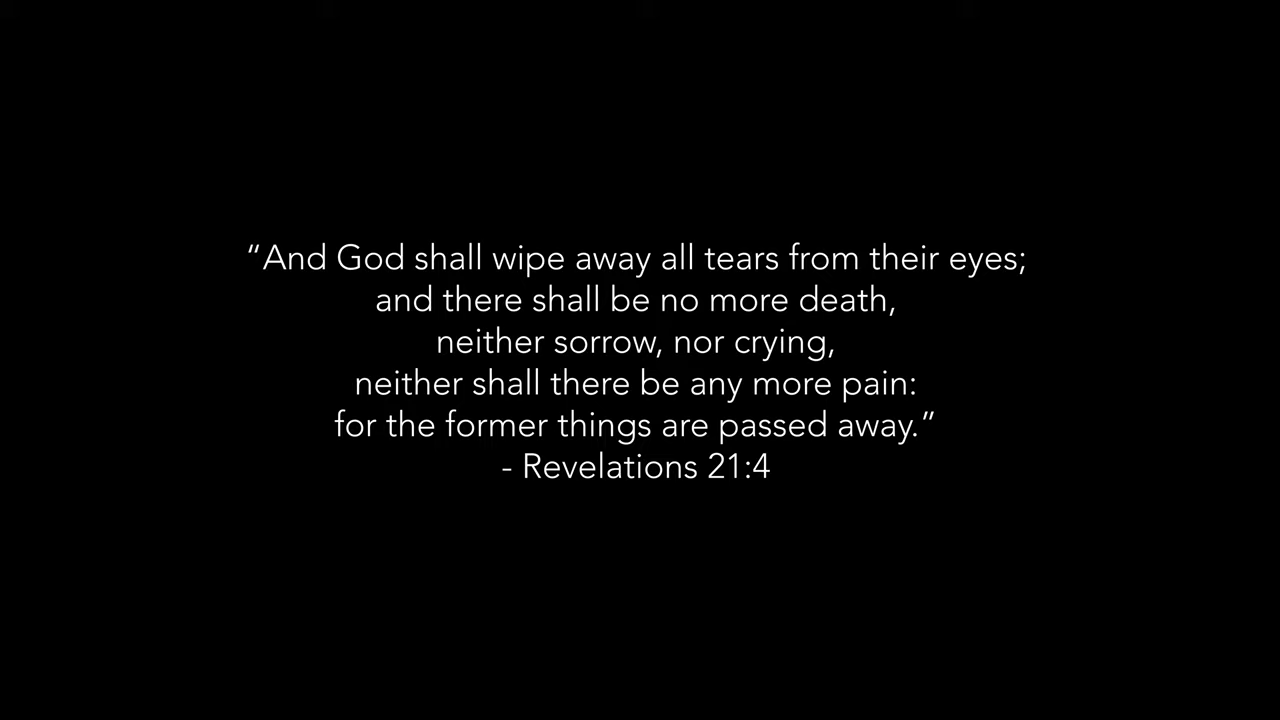 “And God shall wipe away all tears from their eyes;
and there shall be no more death,
neither sorrow, nor crying,
neither shall there be any more pain:
for the former things are passed away.”
- Revelations 21:4